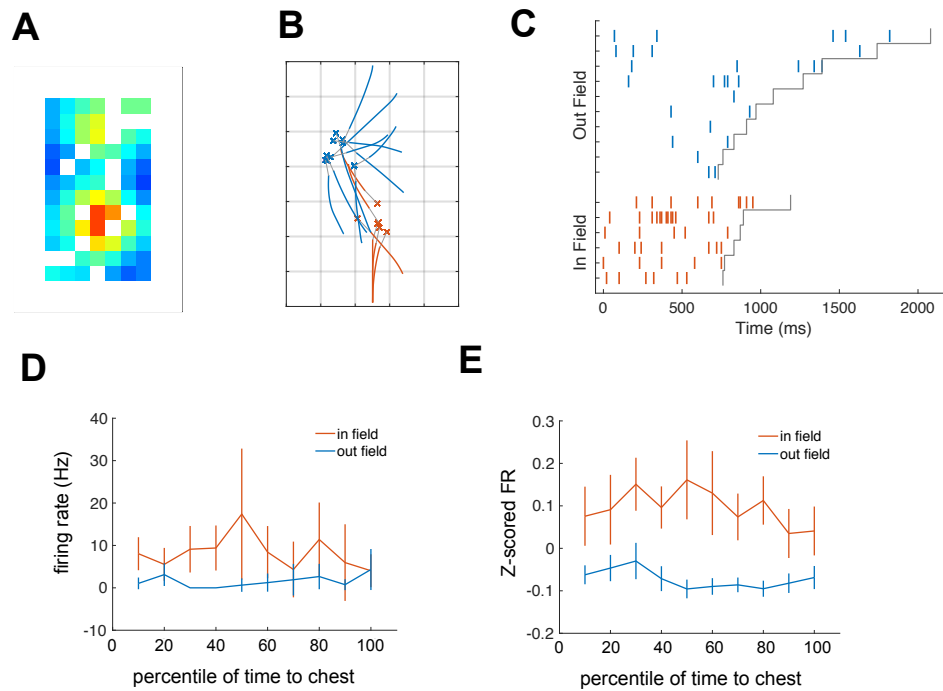 A
B
C
Out Field
In Field
0
500
1000
1500
2000
Time (ms)
D
40
30
20
10
0
-10
firing rate (Hz)
in field
out field
0
20
40
60
80
100
percentile of time to chest
E
0.3
0.2
0.1
0
-0.1
-0.2
Z-scored FR
in field
out field
0
20
40
60
80
100
percentile of time to chest